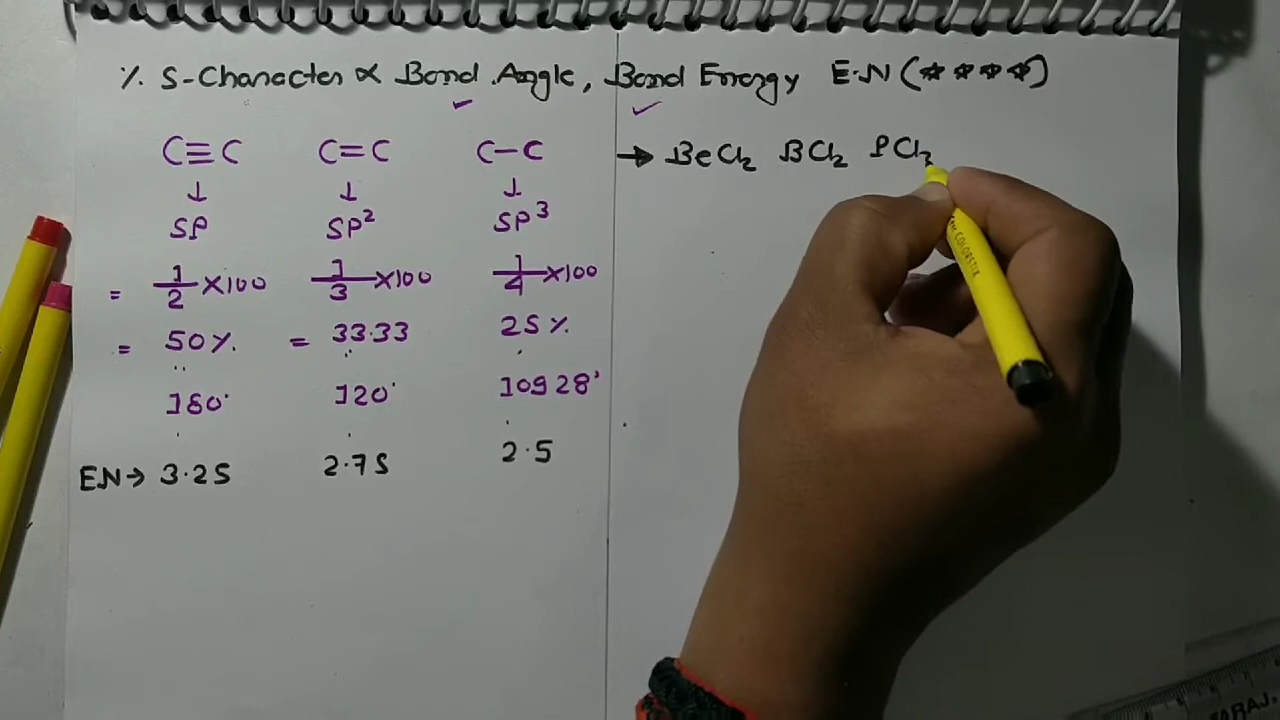 % S-Character ∝ Bond Angle, Bond Energy E.N (****)
C≡C C=C C-C
↓ ↓ ↓
SP SP² SP³
= 1/2 ×100 1/3 ×100 1/4 ×100
= 50% = 33.33 25%
180° 120° 109 28'
EN→ 3.25 2.75 2.5
→ BeCl2 BCl2 PCl3
COLORSTIX